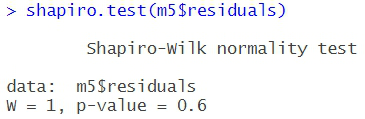 > shapiro.test(m5$residuals)
Shapiro-Wilk normality test
data:  m5$residuals
W = 1, p-value = 0.6